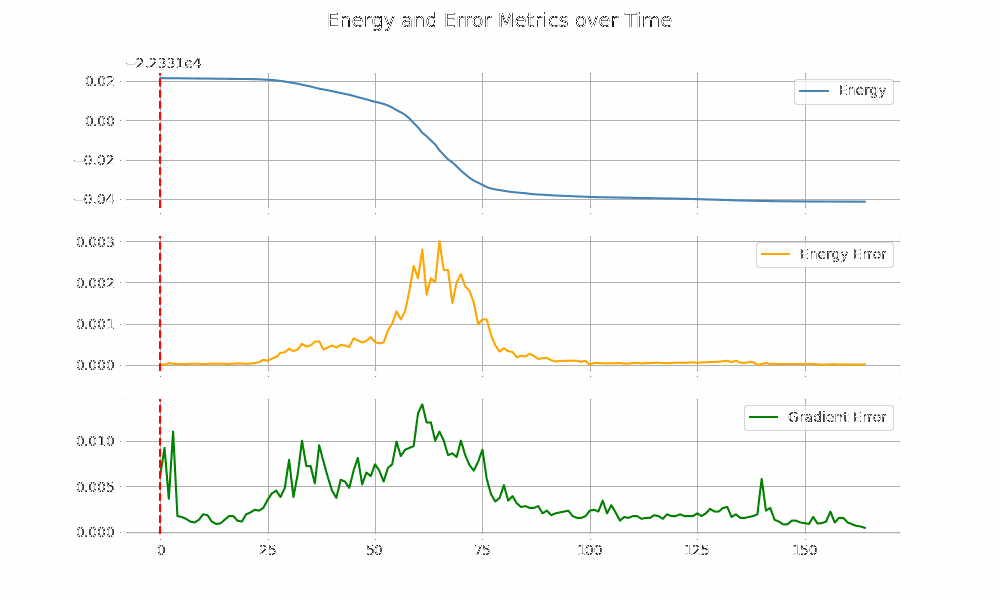 Energy and Error Metrics over Time
−2.2331e4
0.02
0.00
−0.02
−0.04
Energy
0.003
0.002
0.001
0.000
Energy Error
0.010
0.005
0.000
Gradient Error
0 25 50 75 100 125 150